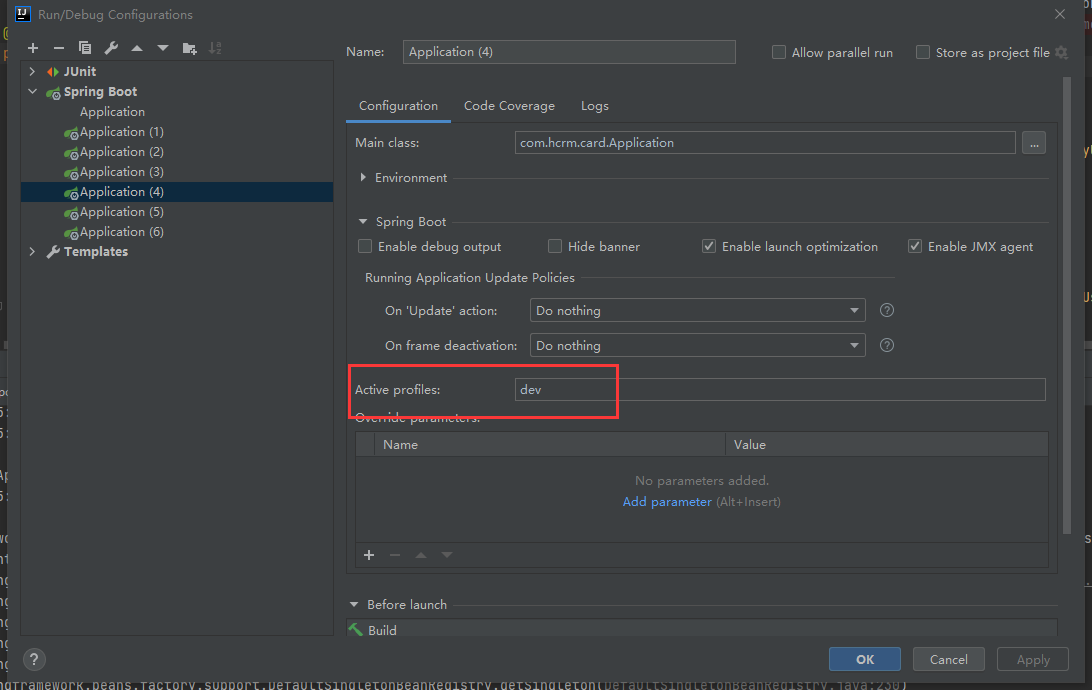 Run/Debug Configurations
Name: Application (4) Allow parallel run Store as project file
JUnit
Spring Boot
Application
Application (1)
Application (2)
Application (3)
Application (4)
Application (5)
Application (6)
Templates
Configuration Code Coverage Logs
Main class: com.hcrm.card.Application ...
Environment
Spring Boot
Enable debug output Hide banner Enable launch optimization Enable JMX agent
Running Application Update Policies
On 'Update' action: Do nothing
On frame deactivation: Do nothing
Active profiles: dev
Override parameters:
Name Value
No parameters added.
Add parameter (Alt+Insert)
Before launch
Build
? OK Cancel Apply
ndframework.beans.factory.support.DefaultSingletonBeanRegistry.getSingleton(DefaultSingletonBeanRegistry.java:230)